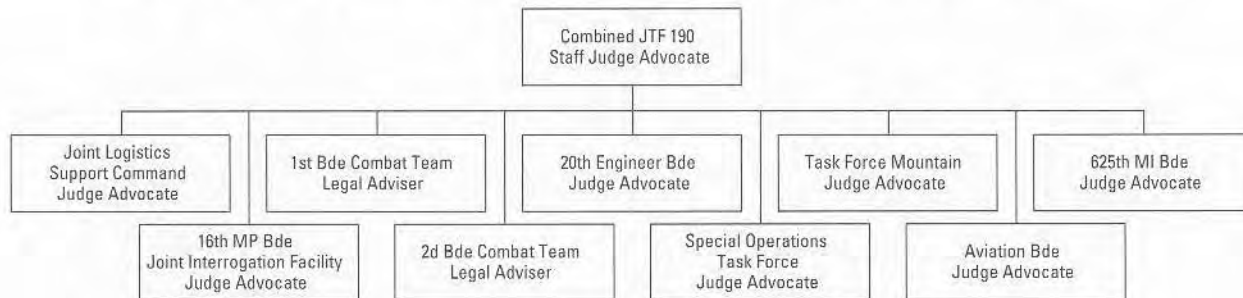 Combined JTF 190
Staff Judge Advocate
Joint Logistics
Support Command
Judge Advocate
1st Bde Combat Team
Legal Adviser
20th Engineer Bde
Judge Advocate
Task Force Mountain
Judge Advocate
625th MI Bde
Judge Advocate
16th MP Bde
Joint Interrogation Facility
Judge Advocate
2d Bde Combat Team
Legal Adviser
Special Operations
Task Force
Judge Advocate
Aviation Bde
Judge Advocate